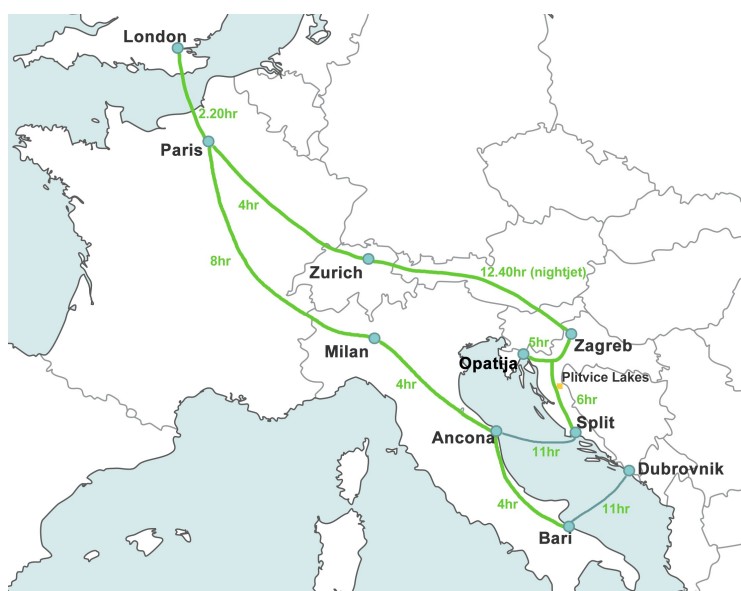 London
2.20hr
Paris
4hr
8hr
Zurich
12.40hr (nightjet)
Milan
5hr
Zagreb
Opatija
Plitvice Lakes
4hr
6hr
Split
Ancona
11hr
Dubrovnik
4hr
11hr
Bari